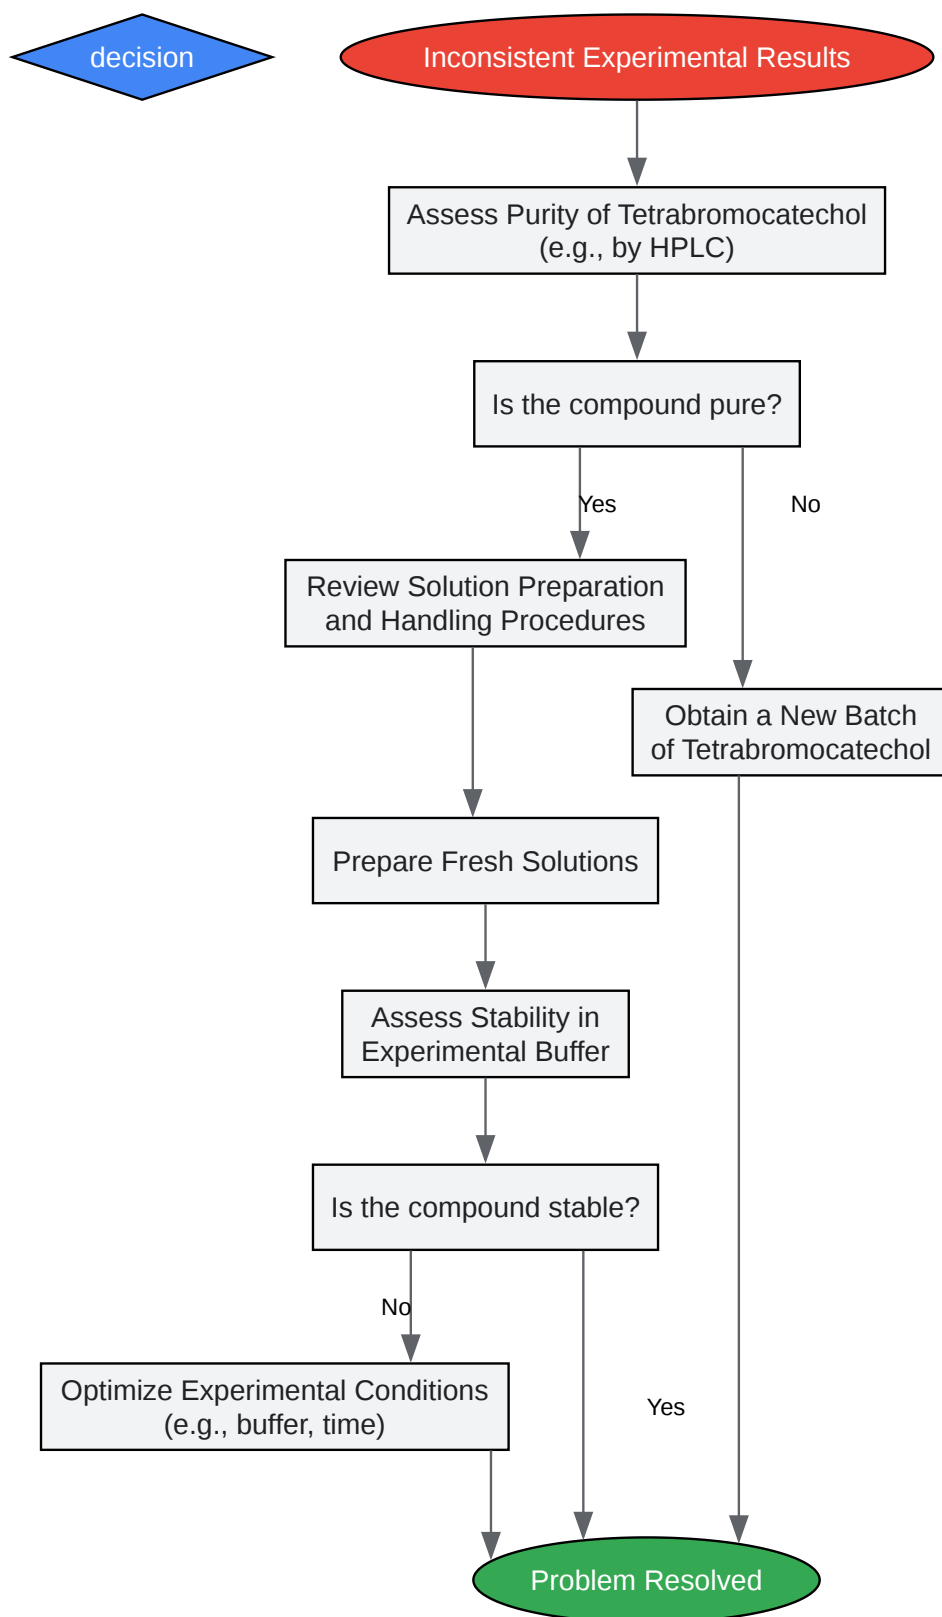 decision
Inconsistent Experimental Results
Assess Purity of Tetrabromocatechol
(e.g., by HPLC)
Is the compound pure?
Yes
No
Review Solution Preparation
and Handling Procedures
Obtain a New Batch
of Tetrabromocatechol
Prepare Fresh Solutions
Assess Stability in
Experimental Buffer
Is the compound stable?
No
Optimize Experimental Conditions
(e.g., buffer, time)
Yes
Problem Resolved